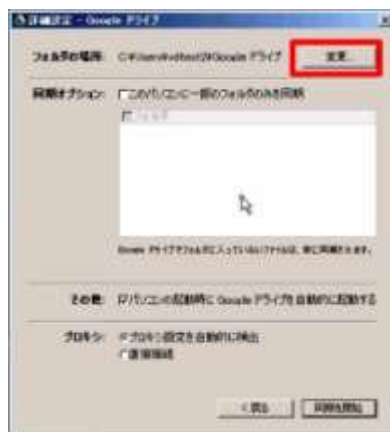 詳細設定 - Google ドライブ
フォルダの場所: 変更...
同期オプション: このパソコンに一部のフォルダのみを同期
フォルダ
その他: パソコンの起動時に Google ドライブを自動的に起動する
プロキシ: プロキシ設定を自動的に検出
直接接続
< 戻る 同期を開始